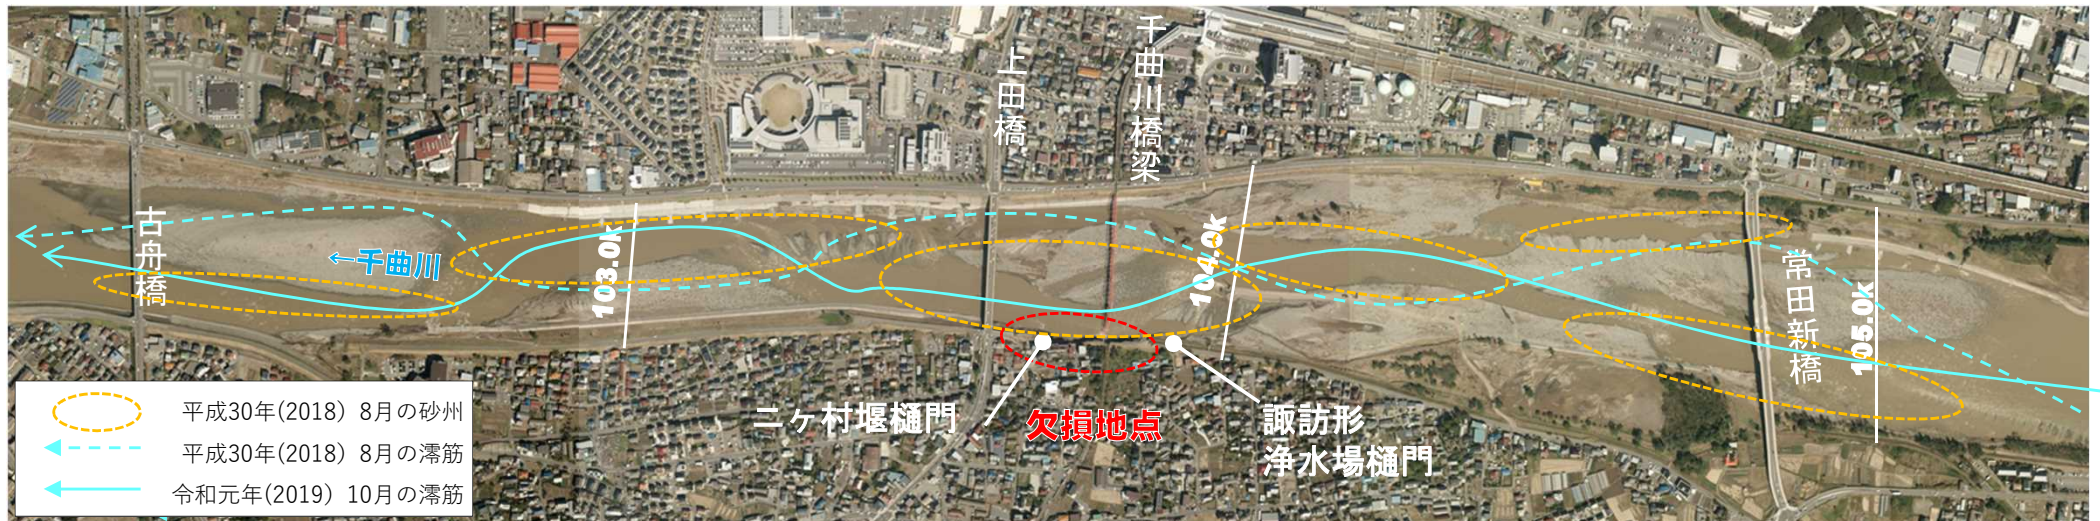 千曲川橋梁
上田橋
古舟橋
←千曲川
103.0k
104.0k
常田新橋
105.0k
二ヶ村堰樋門
欠損地点
諏訪形
浄水場樋門
平成30年(2018）8月の砂州
平成30年(2018）8月の澪筋
令和元年(2019）10月の澪筋